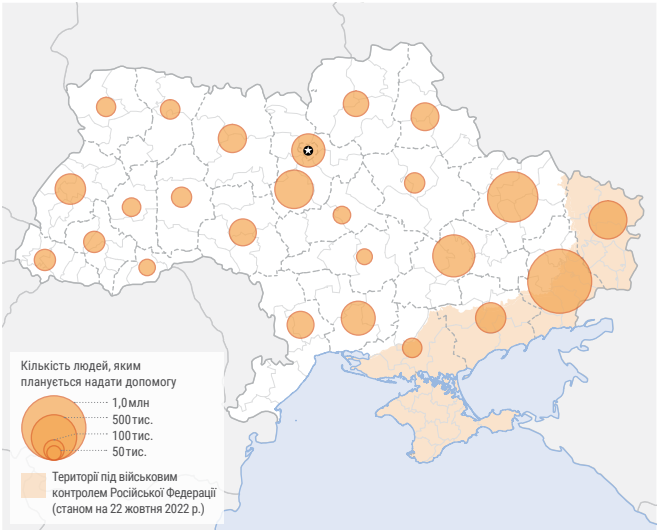 Кількість людей, яким
планується надати допомогу
1,0 млн
500 тис.
100 тис.
50 тис.
Території під військовим
контролем Російської Федерації
(станом на 22 жовтня 2022 р.)